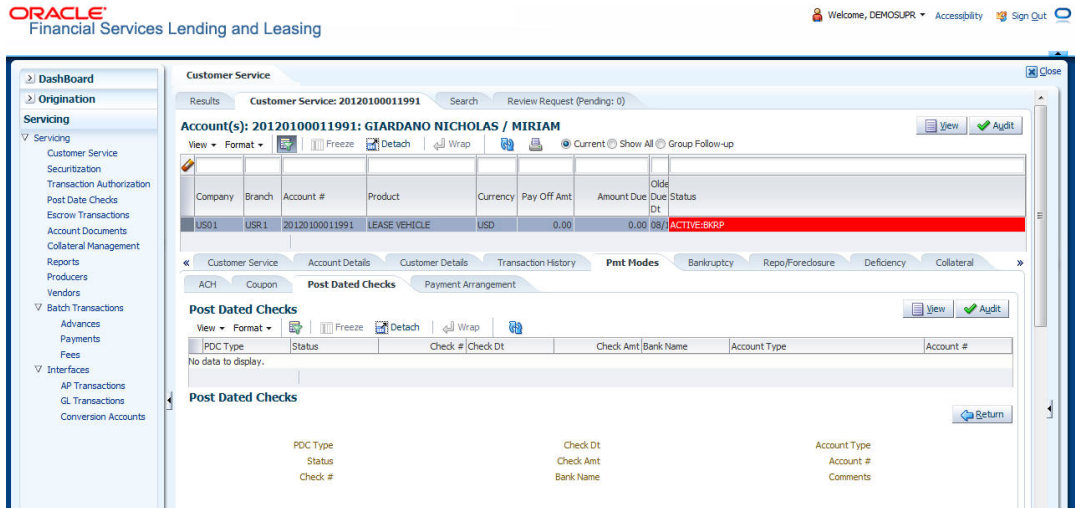 ORACLE®
Financial Services Lending and Leasing
Welcome, DEMOSUPR Accessibility Sign Out
Close
DashBoard
Origination
Servicing
Servicing
Customer Service
Securitization
Transaction Authorization
Post Date Checks
Escrow Transactions
Account Documents
Collateral Management
Reports
Producers
Vendors
Batch Transactions
Advances
Payments
Fees
Interfaces
AP Transactions
GL Transactions
Conversion Accounts
Customer Service
Results Customer Service: 20120100011991 Search Review Request (Pending: 0)
Account(s): 20120100011991: GIARDANO NICHOLAS / MIRIAM
View Audit
View Format Freeze Detach Wrap Current Show All Group Follow-up
Company Branch Account # Product Currency Pay Off Amt Amount Due Olde Due Dt Status
US01 USR1 20120100011991 LEASE VEHICLE USD 0.00 0.00 08/1 ACTIVE:BKRP
« Customer Service Account Details Customer Details Transaction History Pmt Modes Bankruptcy Repo/Foreclosure Deficiency Collateral »
ACH Coupon Post Dated Checks Payment Arrangement
Post Dated Checks
View Audit
View Format Freeze Detach Wrap
PDC Type Status Check # Check Dt Check Amt Bank Name Account Type Account #
No data to display.
Post Dated Checks
Return
PDC Type Check Dt Account Type
Status Check Amt Account #
Check # Bank Name Comments